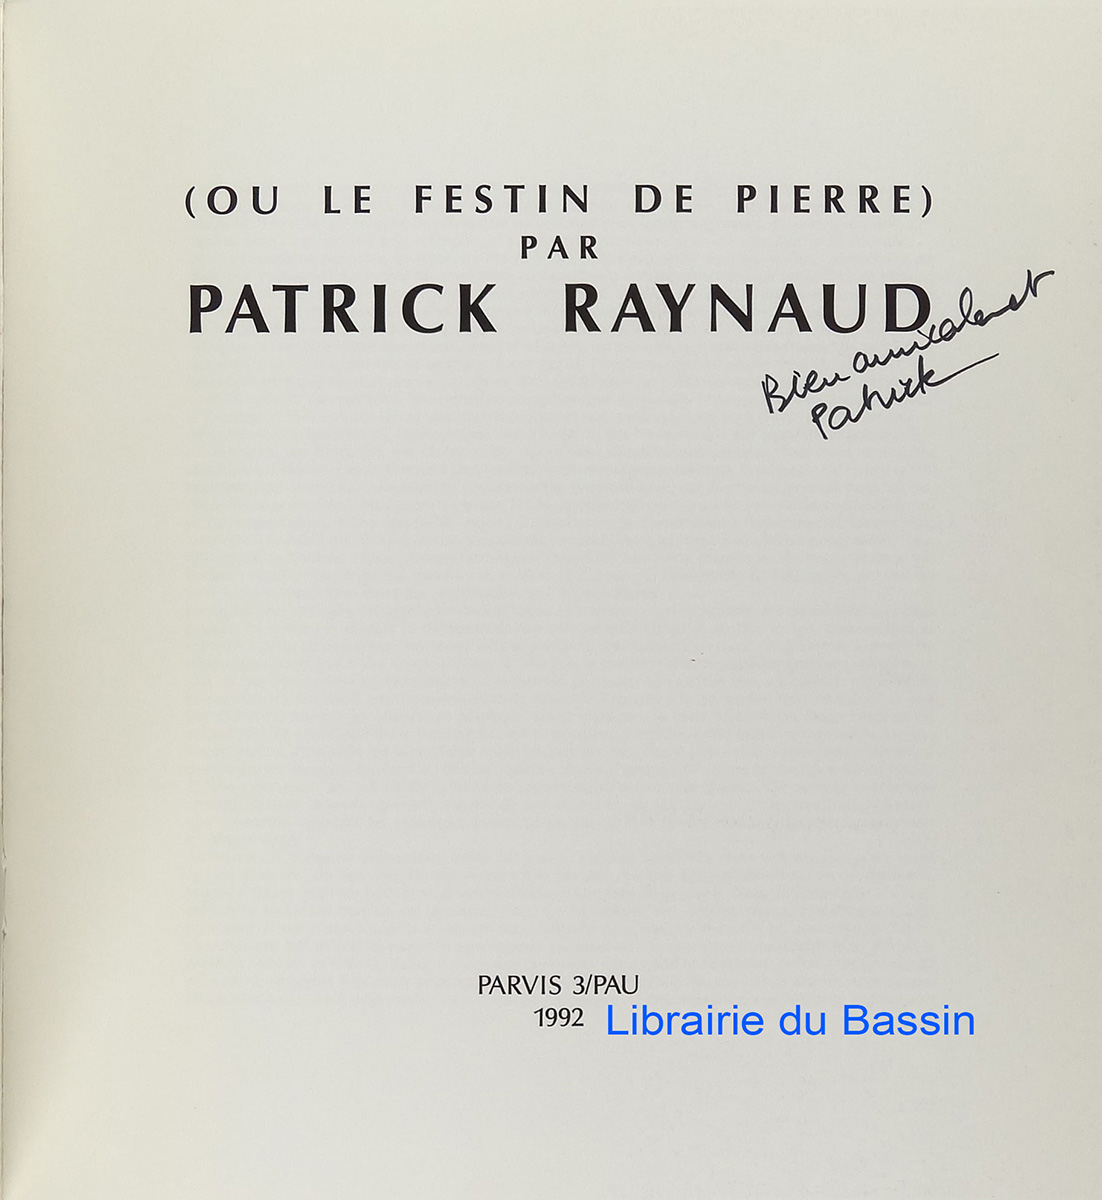 (OU LE FESTIN DE PIERRE)
PAR
PATRICK RAYNAUD
Bien amicalement
Patrick
PARVIS 3/PAU
1992
Librairie du Bassin